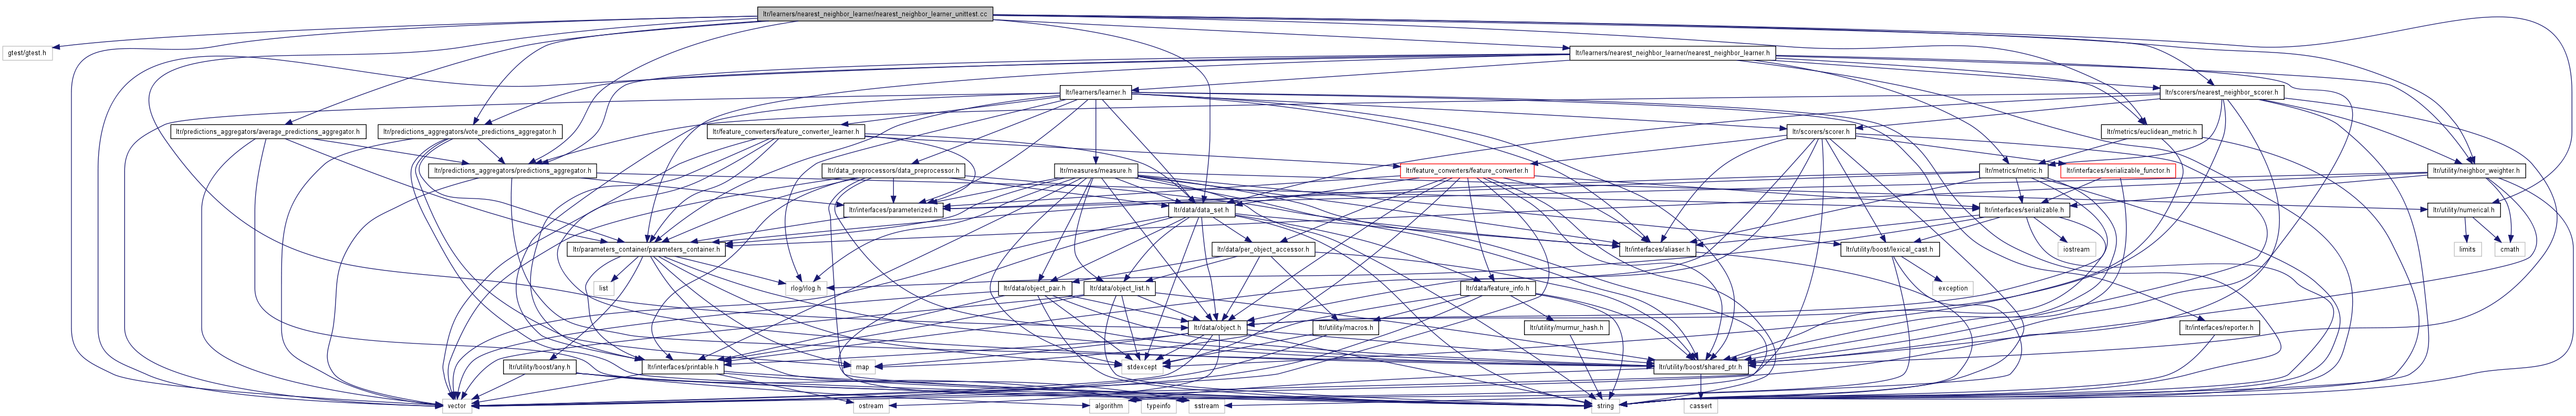 ltr/learners/nearest_neighbor_learner/nearest_neighbor_learner_unittest.cc
gtest/gtest.h
ltr/learners/nearest_neighbor_learner/nearest_neighbor_learner.h
ltr/learners/learner.h
ltr/scorers/nearest_neighbor_scorer.h
ltr/predictions_aggregators/average_predictions_aggregator.h
ltr/predictions_aggregators/vote_predictions_aggregator.h
ltr/feature_converters/feature_converter_learner.h
ltr/scorers/scorer.h
ltr/metrics/euclidean_metric.h
ltr/predictions_aggregators/predictions_aggregator.h
ltr/data_preprocessors/data_preprocessor.h
ltr/measures/measure.h
ltr/feature_converters/feature_converter.h
ltr/metrics/metric.h
ltr/interfaces/serializable_functor.h
ltr/utility/neighbor_weighter.h
ltr/interfaces/parameterized.h
ltr/data/data_set.h
ltr/interfaces/serializable.h
ltr/utility/numerical.h
ltr/parameters_container/parameters_container.h
ltr/data/per_object_accessor.h
ltr/interfaces/aliaser.h
ltr/utility/boost/lexical_cast.h
iostream
limits
cmath
list
rlog/rlog.h
ltr/data/object_pair.h
ltr/data/object_list.h
ltr/data/feature_info.h
exception
ltr/data/object.h
ltr/utility/macros.h
ltr/utility/murmur_hash.h
ltr/interfaces/reporter.h
ltr/utility/boost/any.h
ltr/interfaces/printable.h
map
stdexcept
ltr/utility/boost/shared_ptr.h
vector
ostream
algorithm
typeinfo
sstream
string
cassert